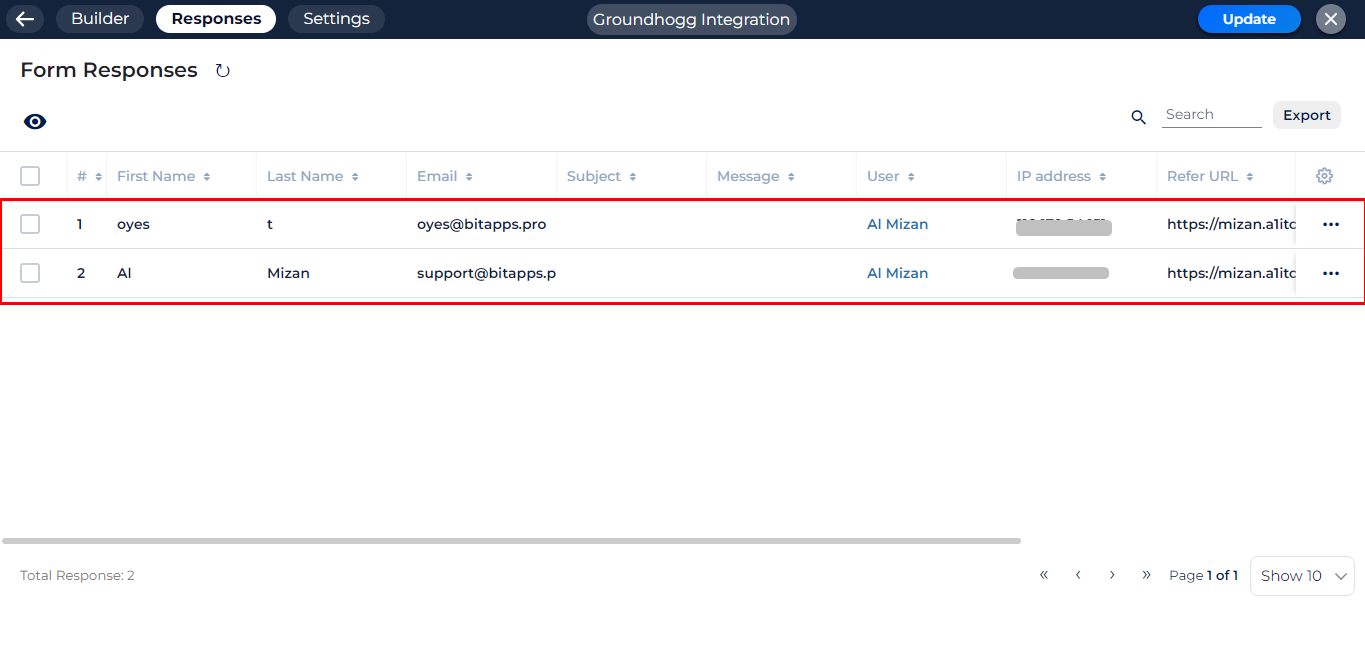 Builder Responses Settings Groundhogg Integration Update
Form Responses
Search Export
# First Name Last Name Email Subject Message User IP address Refer URL
1 oyes t oyes@bitapps.pro Al Mizan https://mizan.a1itc
2 Al Mizan support@bitapps.p Al Mizan https://mizan.a1itc
Total Response: 2 « ‹ › » Page 1 of 1 Show 10